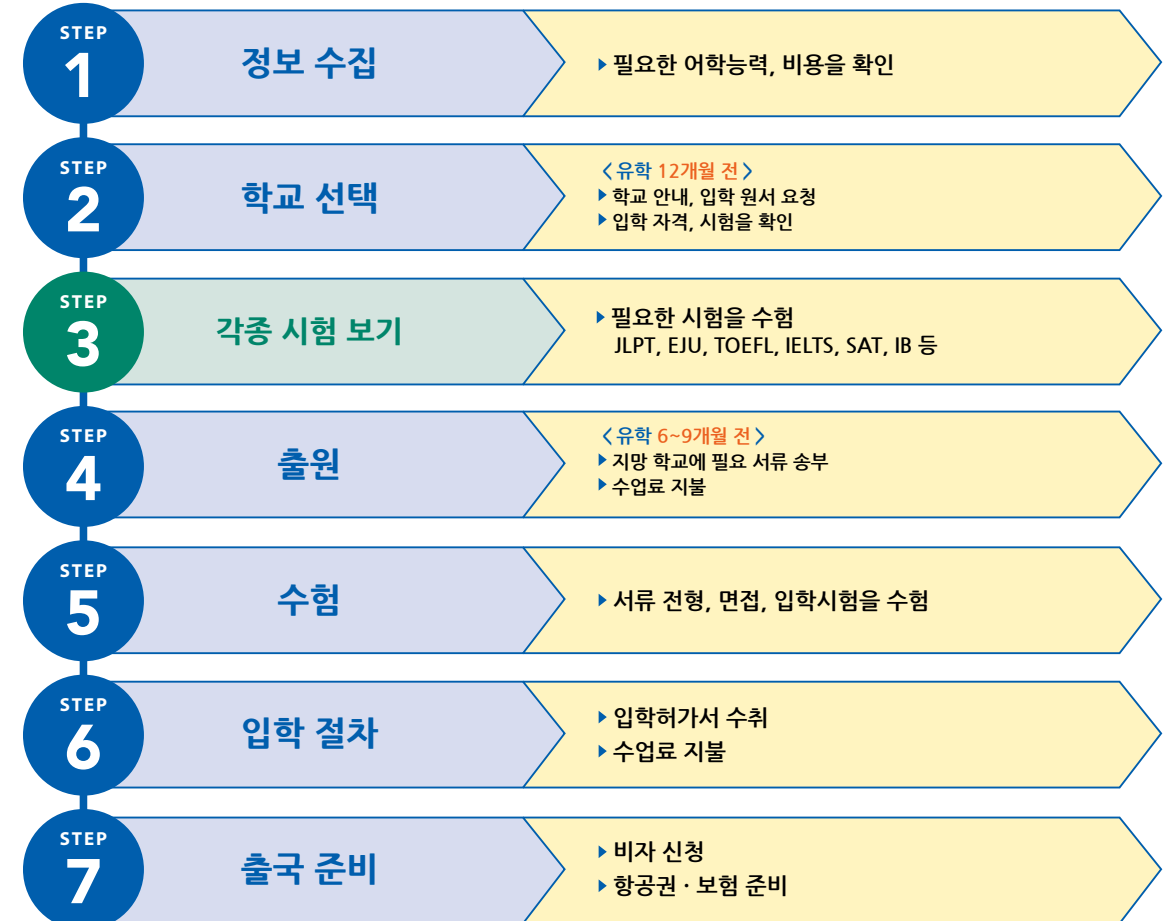 STEP
1
정보 수집
필요한 어학능력, 비용을 확인
STEP
2
학교 선택
<유학 12개월 전>
학교 안내, 입학 원서 요청
입학 자격, 시험을 확인
STEP
3
각종 시험 보기
필요한 시험을 수험
JLPT, EJU, TOEFL, IELTS, SAT, IB 등
STEP
4
출원
<유학 6~9개월 전>
지망 학교에 필요 서류 송부
수업료 지불
STEP
5
수험
서류 전형, 면접, 입학시험을 수험
STEP
6
입학 절차
입학허가서 수취
수업료 지불
STEP
7
출국 준비
비자 신청
항공권 · 보험 준비